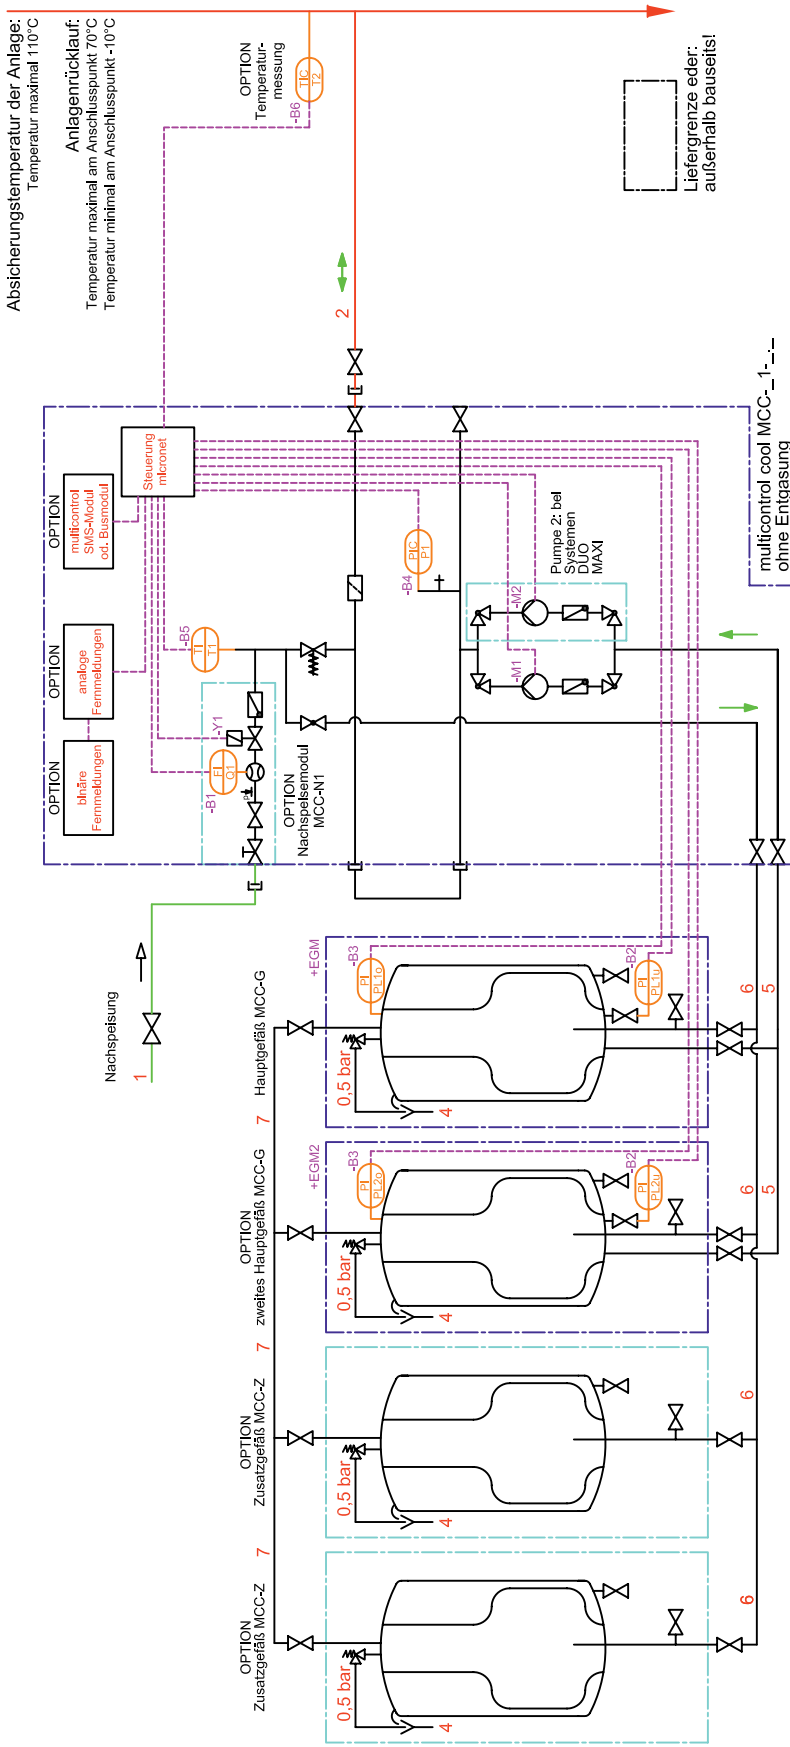 Absicherungstemperatur der Anlage:
Temperatur maximal 110°C
Anlagenrücklauf:
Temperatur maximal am Anschlusspunkt 70°C
Temperatur minimal am Anschlusspunkt -10°C
OPTION
Temperatur-
messung
TIC
T2
-B6
Liefergrenze eder:
außerhalb bauseits!
2
multicontrol cool MCC-_1-_._
ohne Entgasung
Steuerung
micronet
OPTION
multicontrol
SMS-Modul
od. Busmodul
OPTION
analoge
Fernmeldungen
OPTION
binäre
Fernmeldungen
-B5
TI
T1
-Y1
-B1
FI
Q1
OPTION
Nachspeisemodul
MCC-N1
-B4
PIC
P1
Pumpe 2: bei
Systemen
DUO
MAXI
-M2
-M1
Nachspeisung
1
Hauptgefäß MCC-G
7
+EGM
-B3
PI
PL1o
0,5 bar
4
-B2
PI
PL1u
6
5
OPTION
zweites Hauptgefäß MCC-G
7
+EGM2
-B3
PI
PL2o
0,5 bar
4
-B2
PI
PL2u
6
5
OPTION
Zusatzgefäß MCC-Z
7
0,5 bar
4
6
OPTION
Zusatzgefäß MCC-Z
0,5 bar
4
6